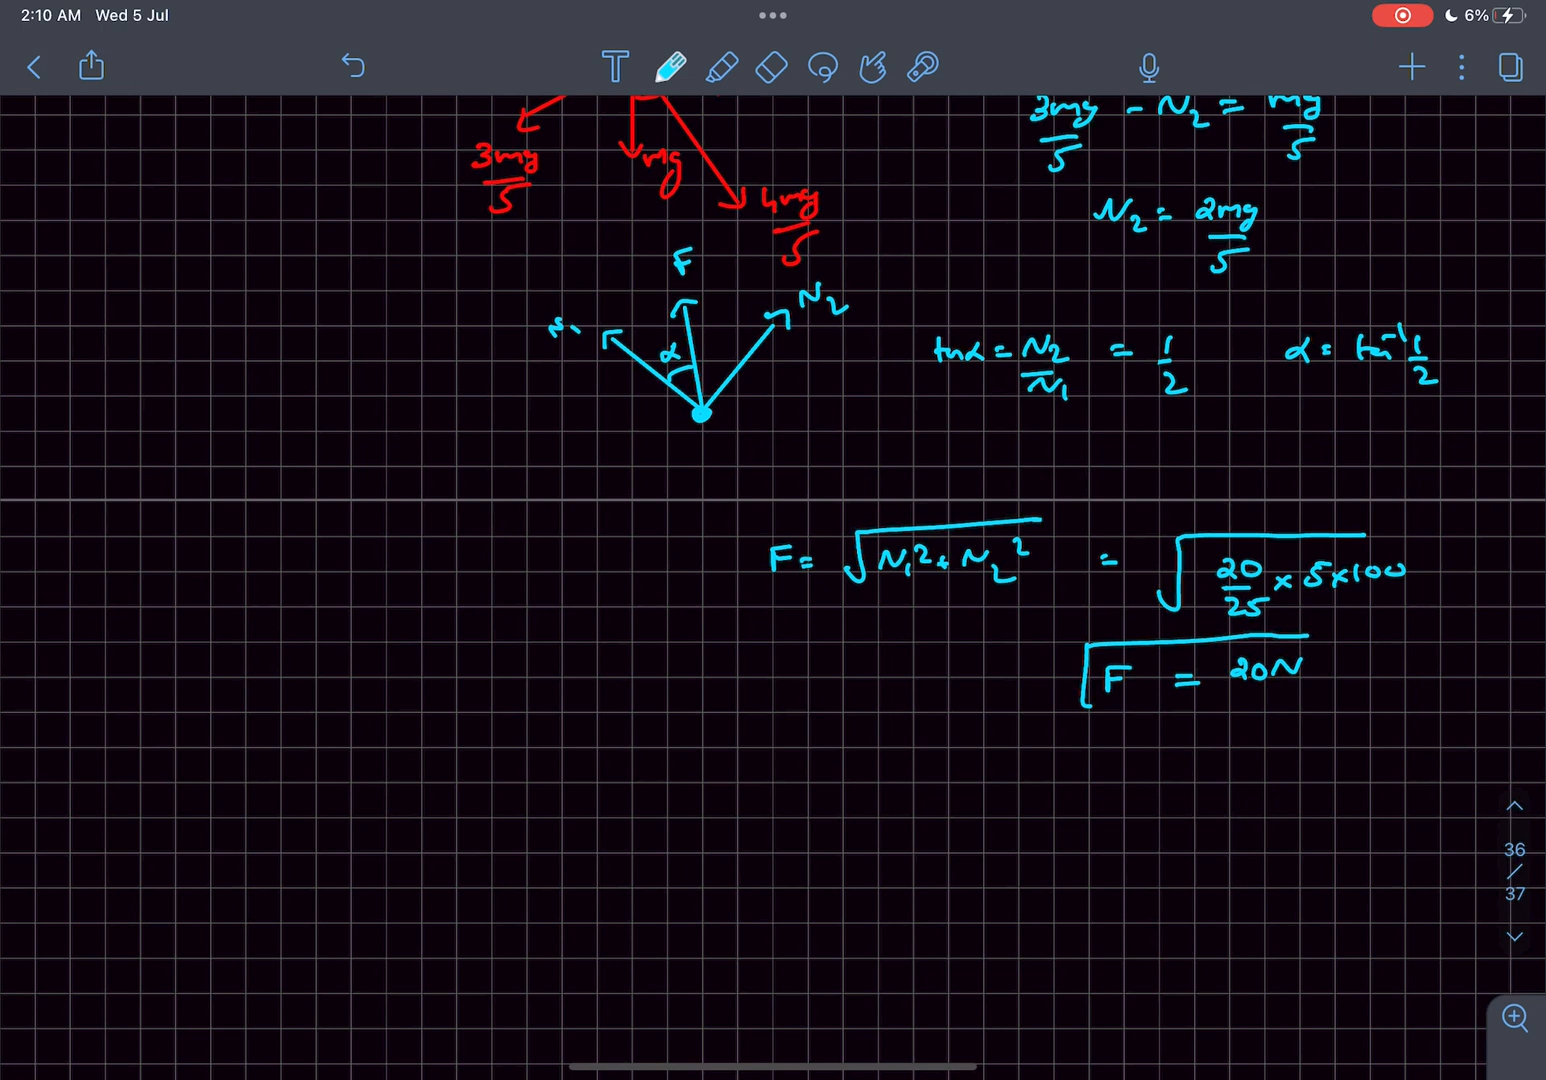 2:10 AM Wed 5 Jul
6%
3mg/5 - N₂ = mg/5
3mg/5
mg
4mg/5
N₂ = 2mg/5
F
N₂
α
tanα = N₂/N₁ = 1/2 α = tan⁻¹ 1/2
F = √(N₁² + N₂²) = √(20/25 × 5×100)
F = 20N
36
/
37